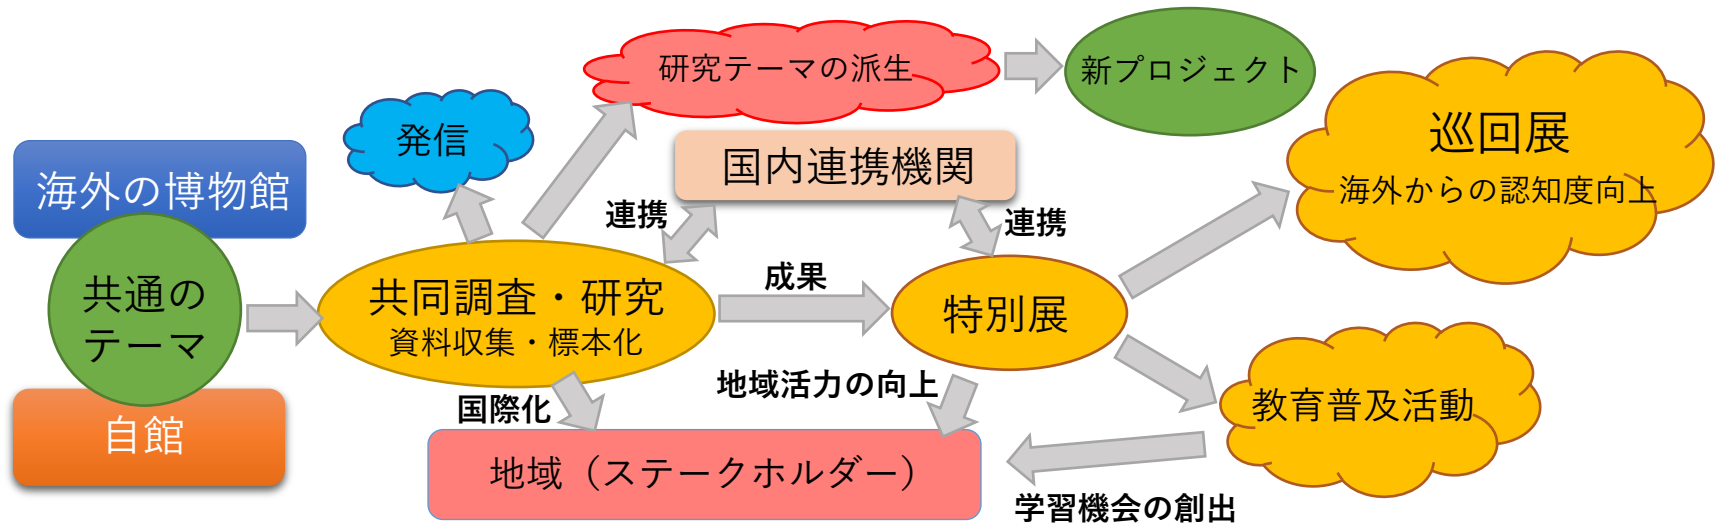 研究テーマの派生
新プロジェクト
発信
巡回展
海外からの認知度向上
国内連携機関
海外の博物館
連携
連携
共通の
テーマ
共同調査・研究
資料収集・標本化
成果
特別展
自館
国際化
地域活力の向上
教育普及活動
地域（ステークホルダー）
学習機会の創出